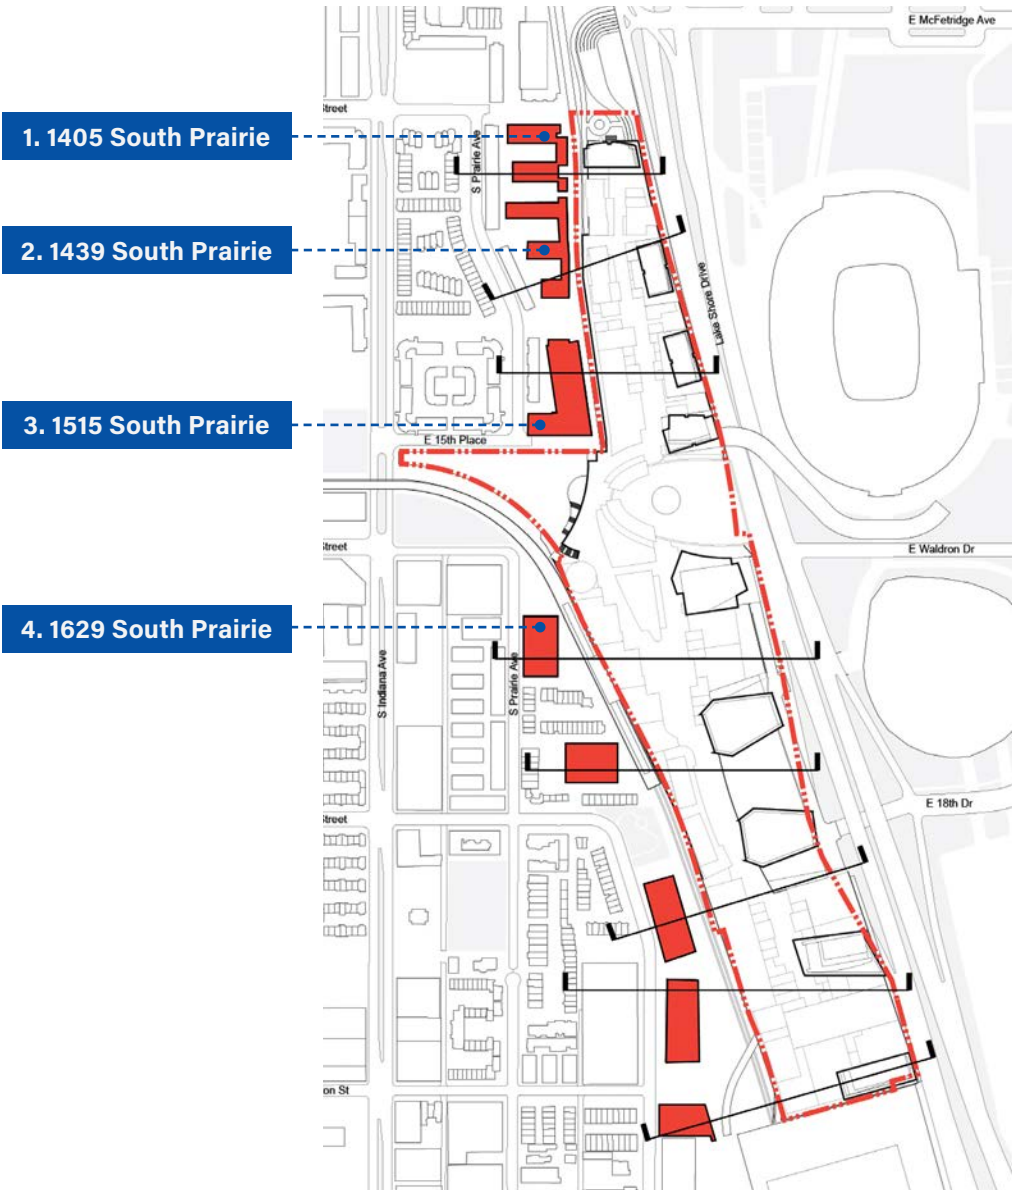 E McFetridge Ave
Street
1. 1405 South Prairie
S Prairie Ave
2. 1439 South Prairie
Lake Shore Drive
3. 1515 South Prairie
E 15th Place
Street
E Waldron Dr
4. 1629 South Prairie
S Indiana Ave
S Prairie Ave
E 18th Dr
Street
on St